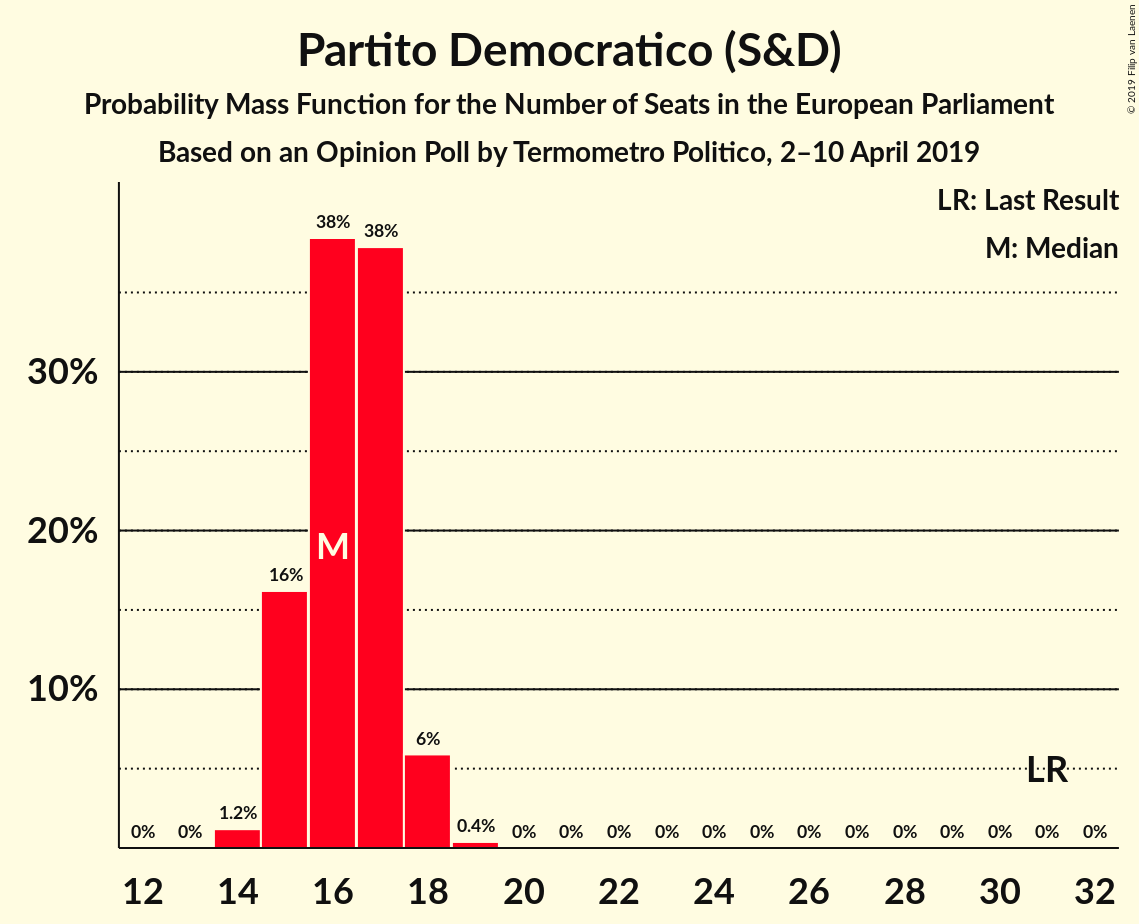 Partito Democratico (S&D)
Probability Mass Function for the Number of Seats in the European Parliament
Based on an Opinion Poll by Termometro Politico, 2–10 April 2019
© 2019 Filip van Laenen
LR: Last Result
M: Median
38%
38%
30%
20%
M
16%
10%
6%
LR
1.2%
0.4%
0% 0% 0% 0% 0% 0% 0% 0% 0% 0% 0% 0% 0% 0% 0%
12 14 16 18 20 22 24 26 28 30 32